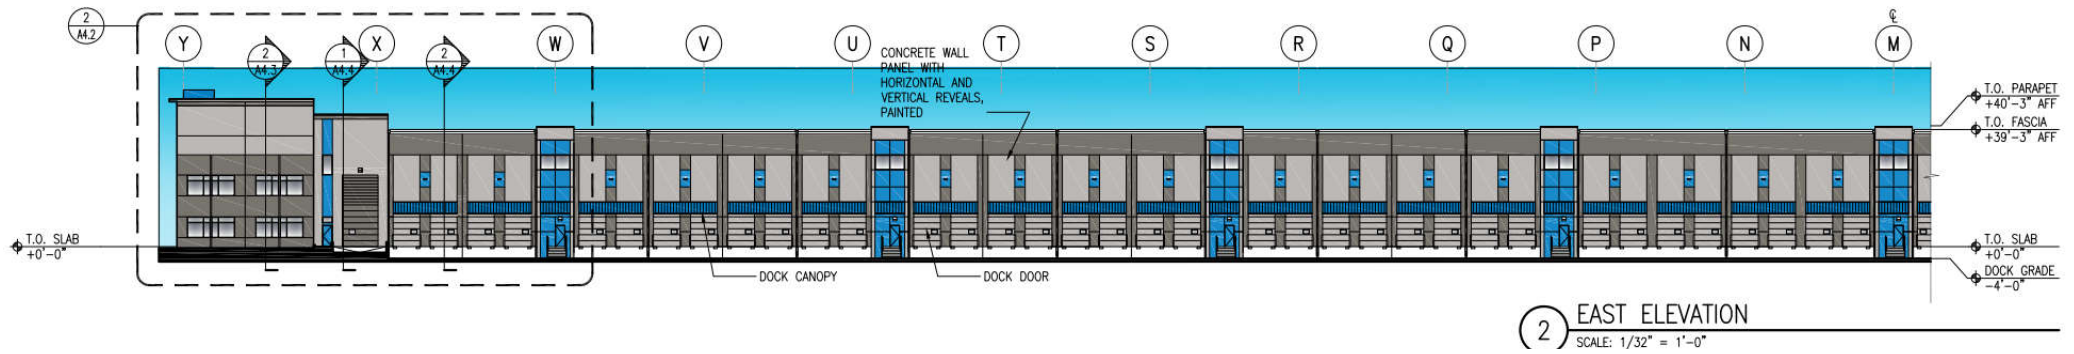 2
A4.2
Y
2
A4.3
1
A4.4
X
2
A4.4
W
V
U
T
S
R
Q
P
N
℄
M
CONCRETE WALL
PANEL WITH
HORIZONTAL AND
VERTICAL REVEALS,
PAINTED
T.O. PARAPET
+40'-3" AFF
T.O. FASCIA
+39'-3" AFF
T.O. SLAB
+0'-0"
T.O. SLAB
+0'-0"
DOCK GRADE
-4'-0"
DOCK CANOPY
DOCK DOOR
2
EAST ELEVATION
SCALE: 1/32" = 1'-0"